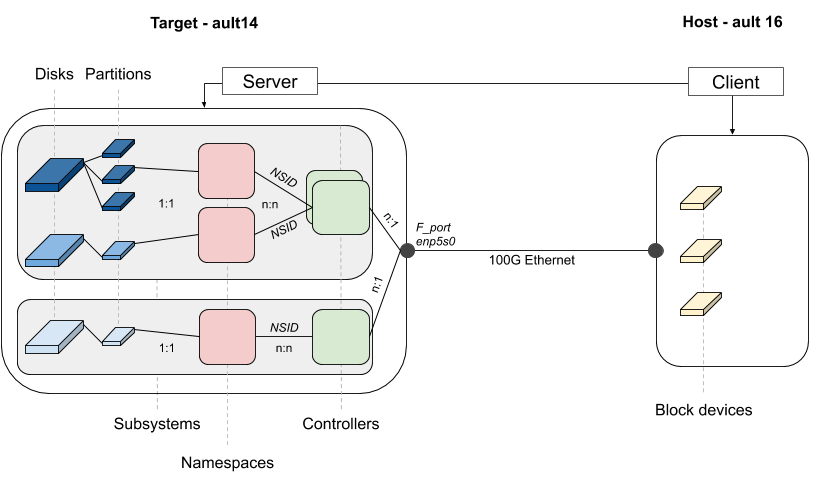 Target - ault14
Host - ault 16
Disks
Partitions
Server
Client
NSID
1:1
n:n
NSID
n:1
F_port
enp5s0
100G Ethernet
n:1
NSID
1:1
n:n
Subsystems
Controllers
Block devices
Namespaces